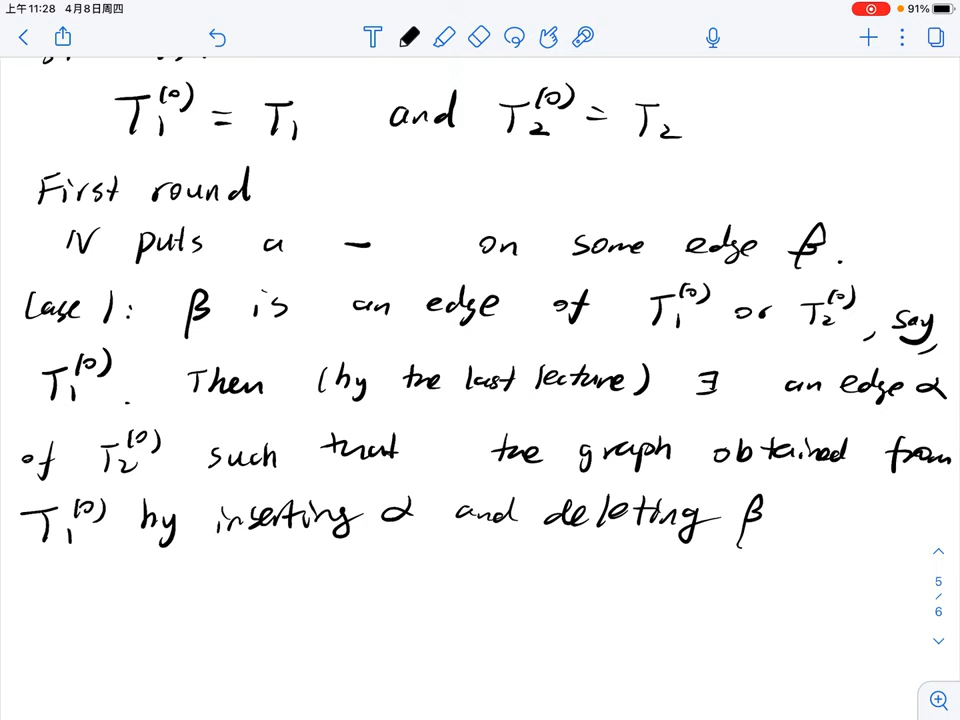 上午11:28 4月8日周四
91%
T₁⁽⁰⁾ = T₁ and T₂⁽⁰⁾ = T₂
First round
N puts a – on some edge β.
Case 1: β is an edge of T₁⁽⁰⁾ or T₂⁽⁰⁾, say,
T₁⁽⁰⁾. Then (by the last lecture) ∃ an edge α
of T₂⁽⁰⁾ such that the graph obtained from
T₁⁽⁰⁾ by inserting α and deleting β
5
/
6